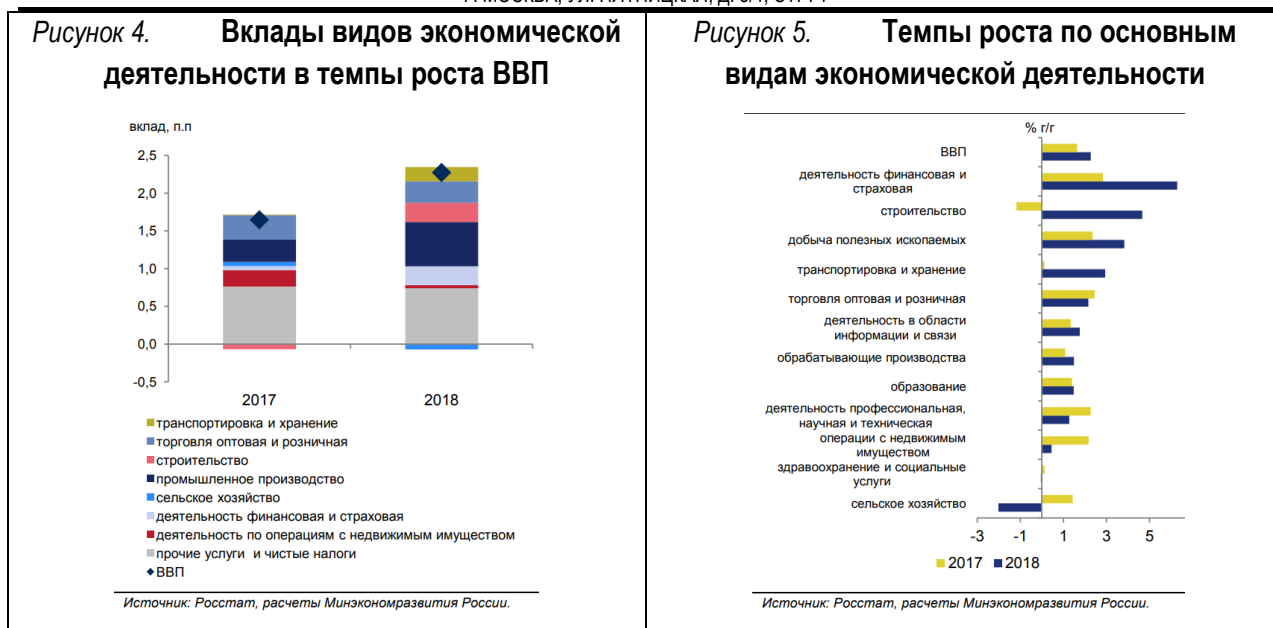 Рисунок 4. Вклады видов экономической
деятельности в темпы роста ВВП
вклад, п.п
2,5
2,0
1,5
1,0
0,5
0,0
-0,5
2017 2018
транспортировка и хранение
торговля оптовая и розничная
строительство
промышленное производство
сельское хозяйство
деятельность финансовая и страховая
деятельность по операциям с недвижимым имуществом
прочие услуги и чистые налоги
ВВП
Источник: Росстат, расчеты Минэкономразвития России.
Рисунок 5. Темпы роста по основным
видам экономической деятельности
% г/г
ВВП
деятельность финансовая и
страховая
строительство
добыча полезных ископаемых
транспортировка и хранение
торговля оптовая и розничная
деятельность в области
информации и связи
обрабатывающие производства
образование
деятельность профессиональная,
научная и техническая
операции с недвижимым
имуществом
здравоохранение и социальные
услуги
сельское хозяйство
-3 -1 1 3 5
2017 2018
Источник: Росстат, расчеты Минэкономразвития России.